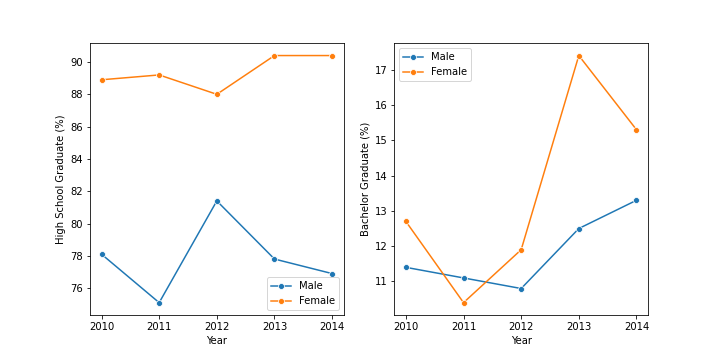 High School Graduate (%)
90
88
86
84
82
80
78
76
2010 2011 2012 2013 2014
Year
Male
Female
Bachelor Graduate (%)
17
16
15
14
13
12
11
2010 2011 2012 2013 2014
Year
Male
Female